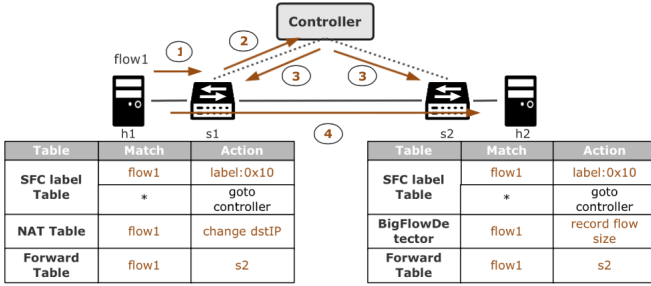 Controller
flow1
1
2
3
3
h1
s1
4
s2
h2
Table Match Action
SFC label
Table
flow1 label:0x10
* goto
controller
NAT Table flow1 change dstIP
Forward
Table
flow1 s2
Table Match Action
SFC label
Table
flow1 label:0x10
* goto
controller
BigFlowDe
tector
flow1 record flow
size
Forward
Table
flow1 s2